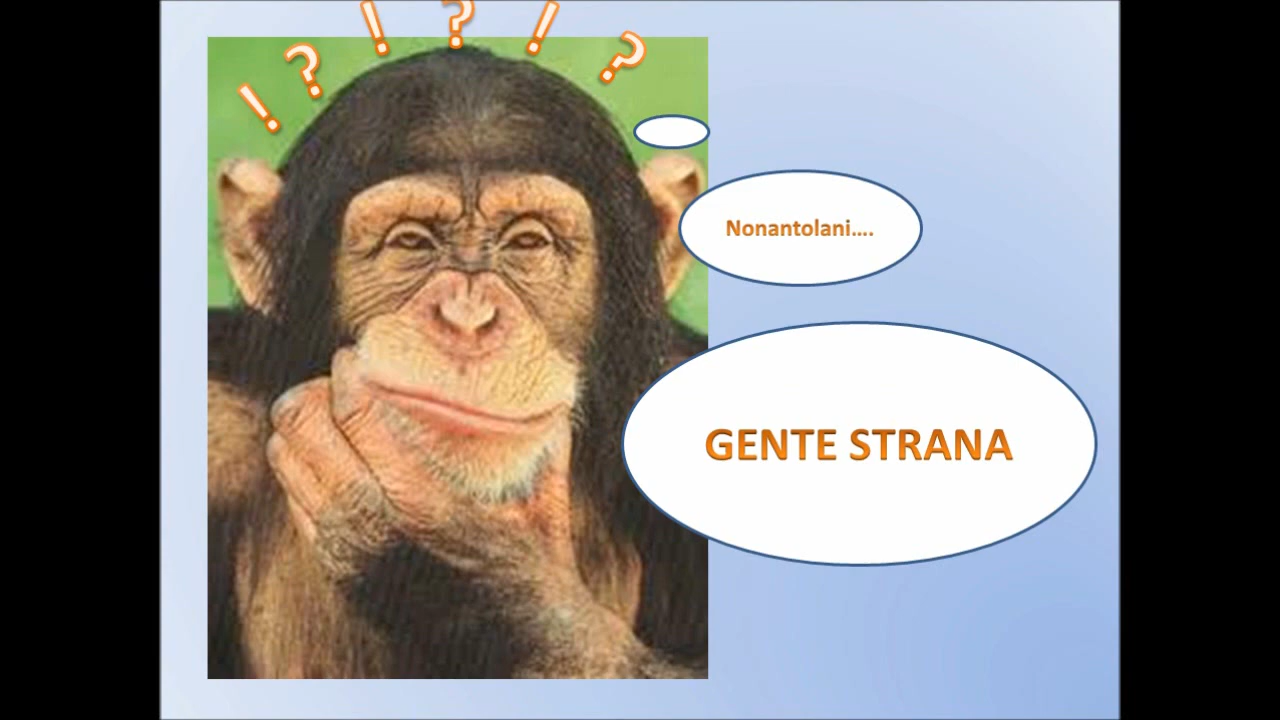 ! ? ! ? ! ?
Nonantolani….
GENTE STRANA